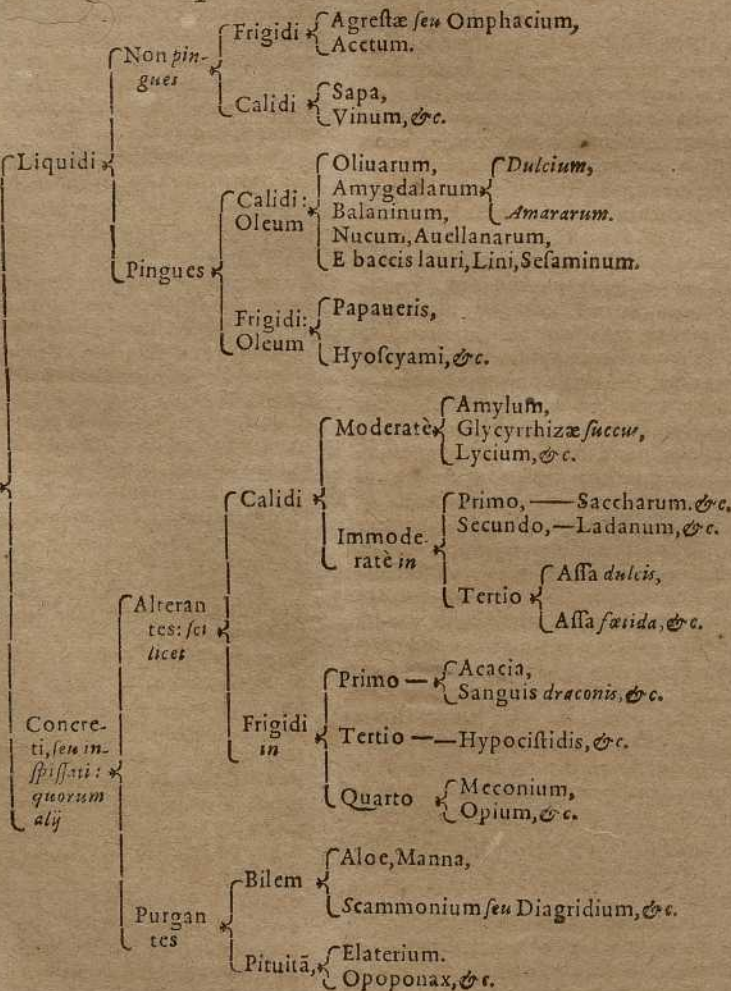 Frigidi Agreſtæ ſeu Omphacium,
Acetum.
Non pin-
gues
Calidi Sapa,
Vinum, &c.
Liquidi
Oliuarum, Dulcium,
Calidi: Amygdalarum
Oleum Balaninum, Amararum.
Nucum, Auellanarum,
Pingues E baccis lauri, Lini, Seſaminum.
Frigidi: Papaueris,
Oleum
Hyoſcyami, &c.
Amylum,
Moderatè Glycyrrhizæ ſuccus,
Lycium, &c.
Calidi
Primo, — Saccharum. &c.
Immode- Secundo, — Ladanum, &c.
ratè in
Aſſa dulcis,
Tertio
Aſſa fœtida, &c.
Alteran
tes: ſci
licet
Primo — Acacia,
Sanguis draconis, &c.
Frigidi
in
Tertio — Hypociſtidis, &c.
Quarto Meconium,
Opium, &c.
Concre-
ti, ſeu in-
ſpiſſati:
quorum
alij
Bilem Aloe, Manna,
Scammonium ſeu Diagridium, &c.
Purgan
tes
Pituitã, Elaterium.
Opoponax, &c.